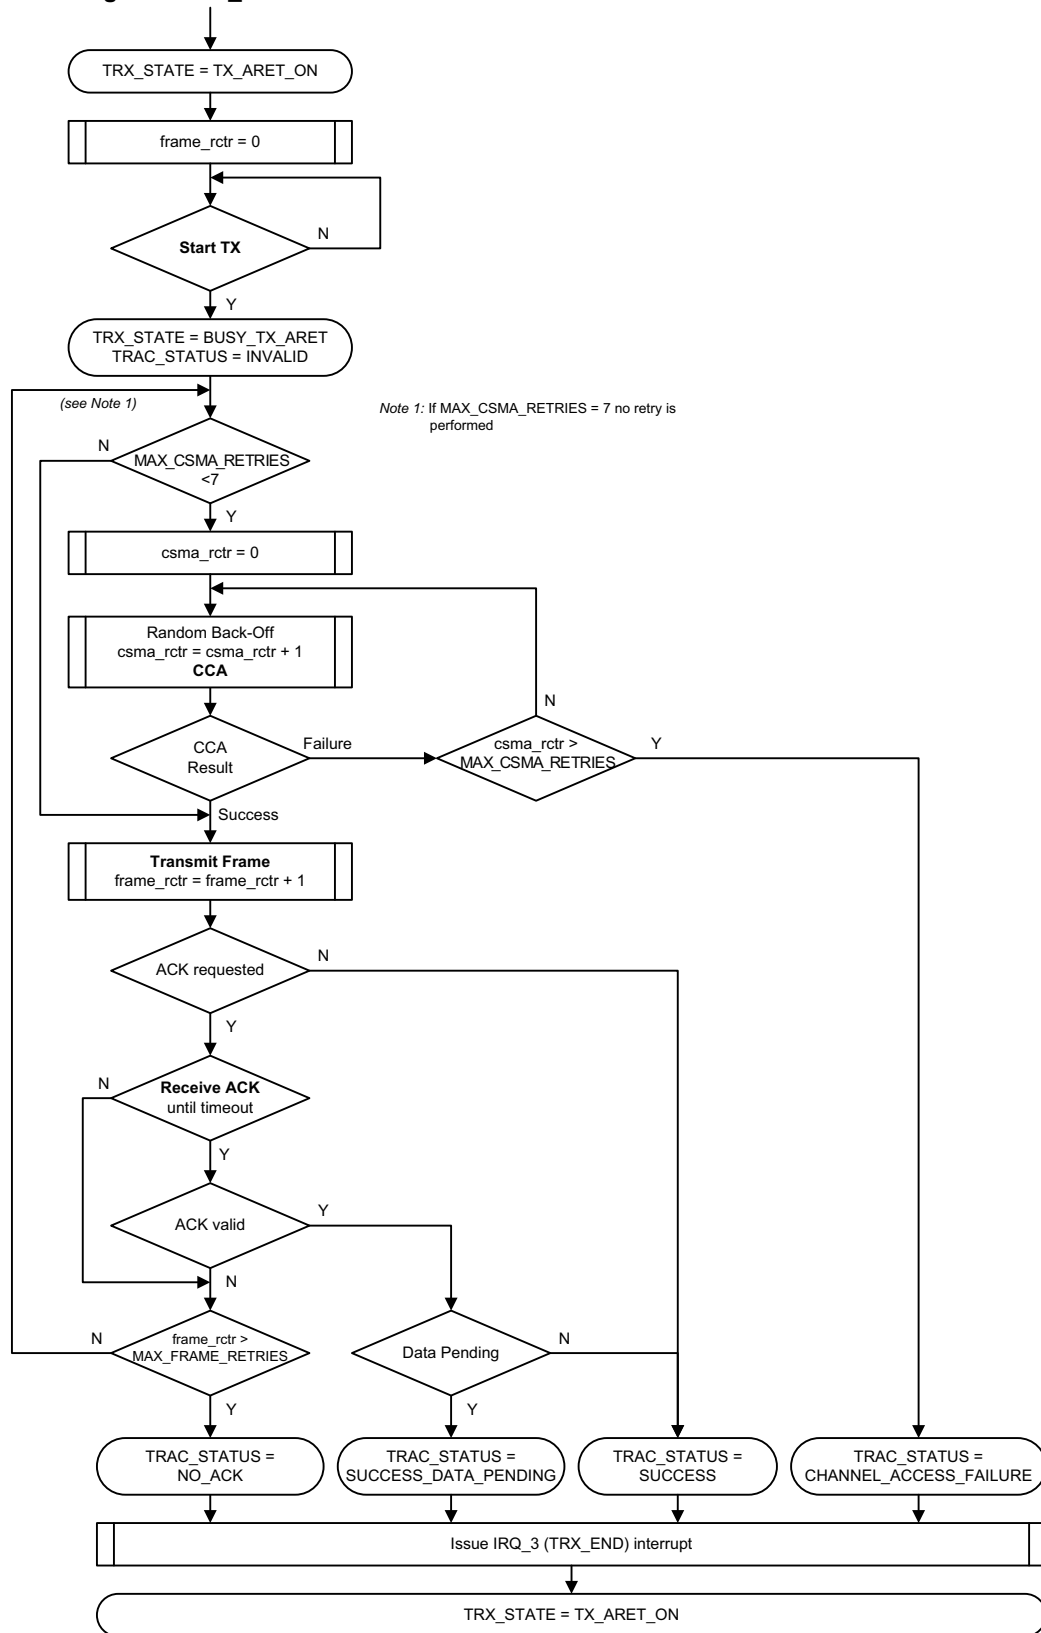 TRX_STATE = TX_ARET_ON
frame_rctr = 0
N
Start TX
Y
TRX_STATE = BUSY_TX_ARET
TRAC_STATUS = INVALID
(see Note 1)
Note 1: If MAX_CSMA_RETRIES = 7 no retry is
performed
N
MAX_CSMA_RETRIES
<7
Y
csma_rctr = 0
Random Back-Off
csma_rctr = csma_rctr + 1
CCA
N
CCA
Result
Failure
csma_rctr >
MAX_CSMA_RETRIES
Y
Success
Transmit Frame
frame_rctr = frame_rctr + 1
N
ACK requested
Y
N
Receive ACK
until timeout
Y
Y
ACK valid
N
N
frame_rctr >
MAX_FRAME_RETRIES
Data Pending
N
Y
Y
TRAC_STATUS =
NO_ACK
TRAC_STATUS =
SUCCESS_DATA_PENDING
TRAC_STATUS =
SUCCESS
TRAC_STATUS =
CHANNEL_ACCESS_FAILURE
Issue IRQ_3 (TRX_END) interrupt
TRX_STATE = TX_ARET_ON